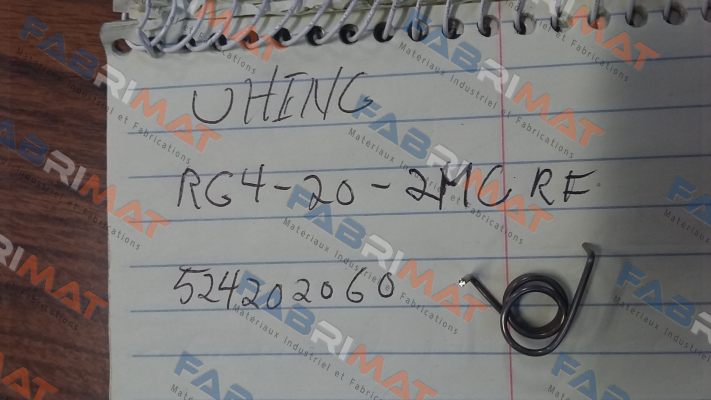 UHING
RG4-20-2MCRF
524202060
FABRIMAT
Materiaux Industriel et Fabrications